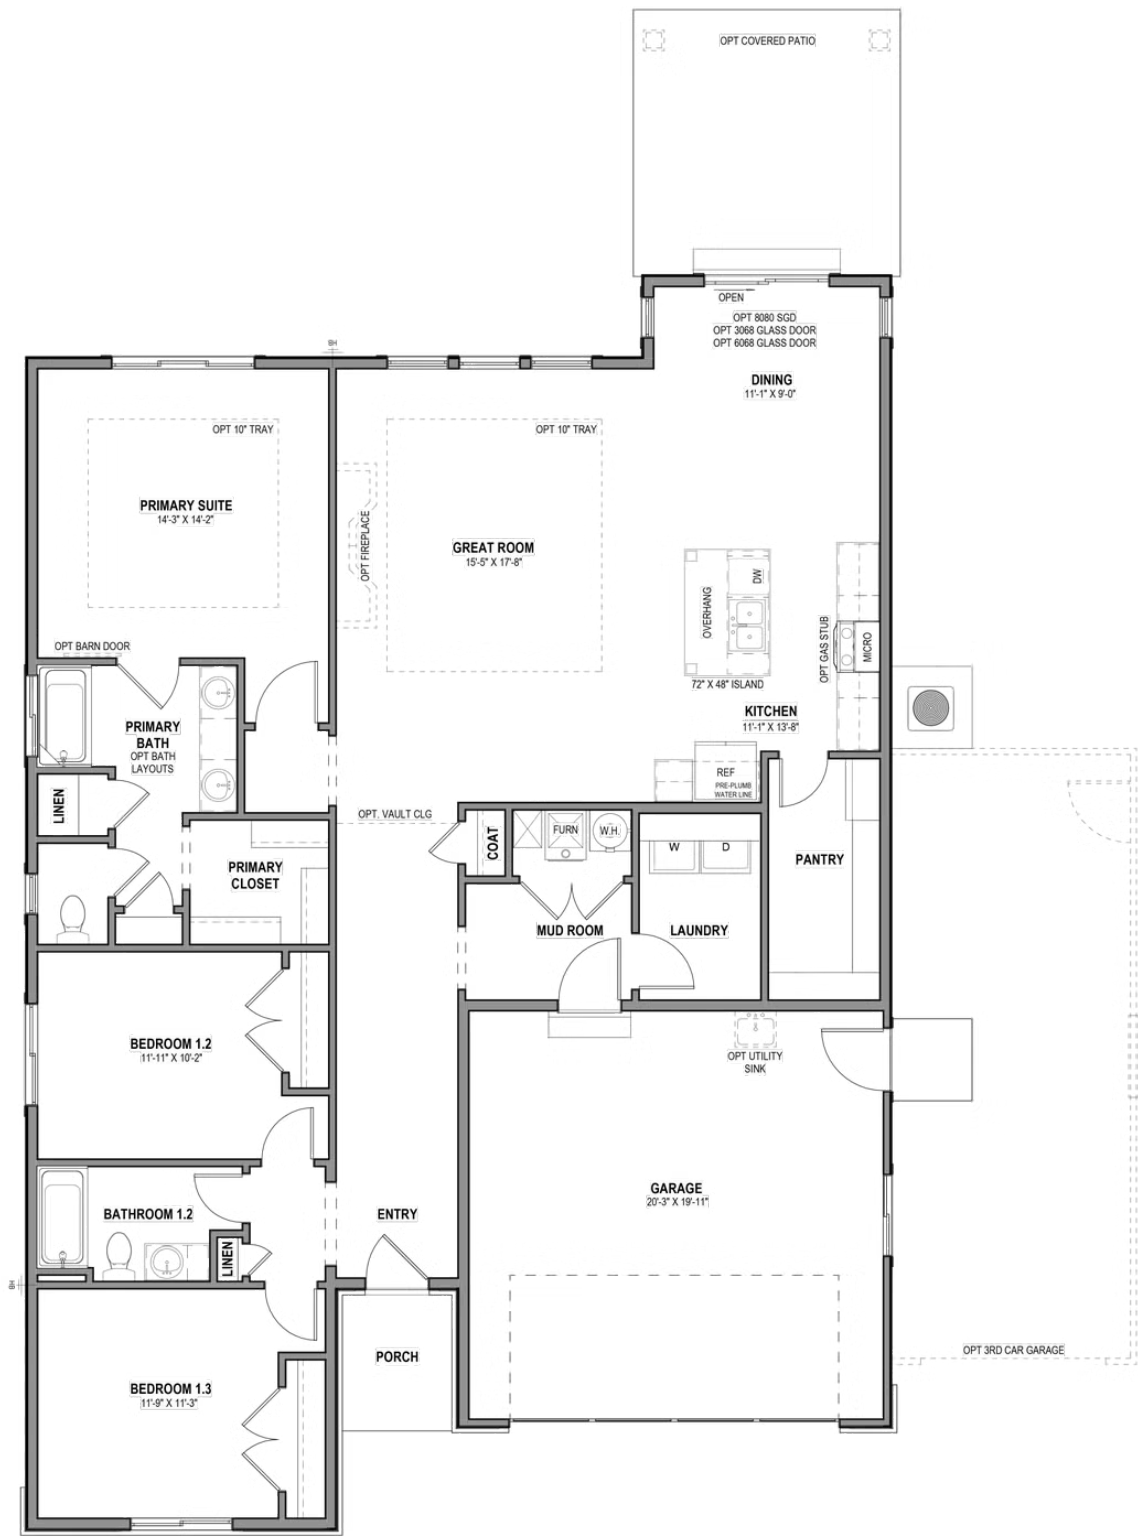 OPT COVERED PATIO
OPEN
OPT 8080 SGD
OPT 3068 GLASS DOOR
OPT 6068 GLASS DOOR
BH
DINING
11'-1" X 9'-0"
OPT 10" TRAY
OPT 10" TRAY
PRIMARY SUITE
14'-3" X 14'-2"
OPT FIREPLACE
GREAT ROOM
15'-5" X 17'-8"
OVERHANG
DW
OPT GAS STUB
MICRO
OPT BARN DOOR
72" X 48" ISLAND
KITCHEN
11'-1" X 13'-8"
PRIMARY
BATH
OPT BATH
LAYOUTS
REF
PRE-PLUMB
WATER LINE
LINEN
OPT. VAULT CLG
COAT
FURN
W.H.
W
D
PANTRY
PRIMARY
CLOSET
MUD ROOM
LAUNDRY
BEDROOM 1.2
11'-11" X 10'-2"
OPT UTILITY
SINK
GARAGE
20'-3" X 19'-11"
BATHROOM 1.2
ENTRY
LINEN
BH
PORCH
OPT 3RD CAR GARAGE
BEDROOM 1.3
11'-9" X 11'-3"